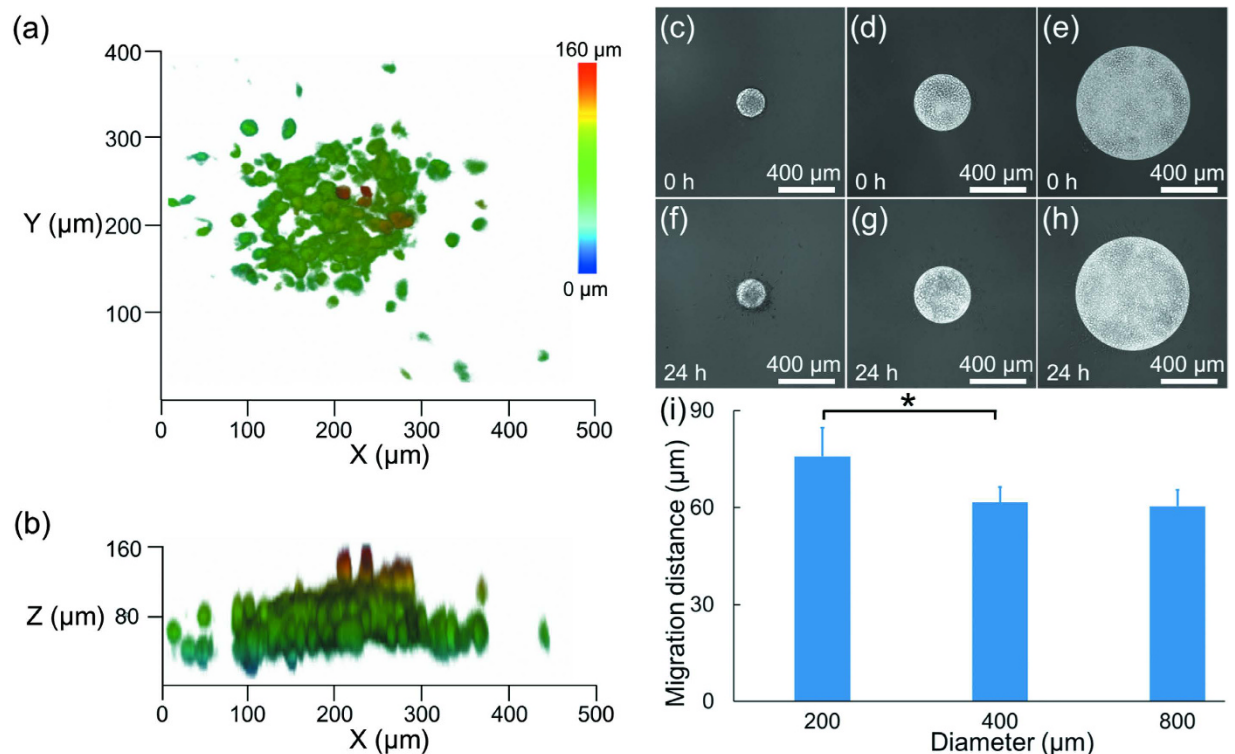 (a)
400
300
Y (µm)
200
100
0
100
200
300
400
500
X (µm)
160 µm
0 µm
(b)
160
Z (µm)
80
0
100
200
300
400
500
X (µm)
(c)
0 h
400 µm
(d)
0 h
400 µm
(e)
0 h
400 µm
(f)
24 h
400 µm
(g)
24 h
400 µm
(h)
24 h
400 µm
(i)
90
*
60
30
0
Migration distance (µm)
200
400
800
Diameter (µm)